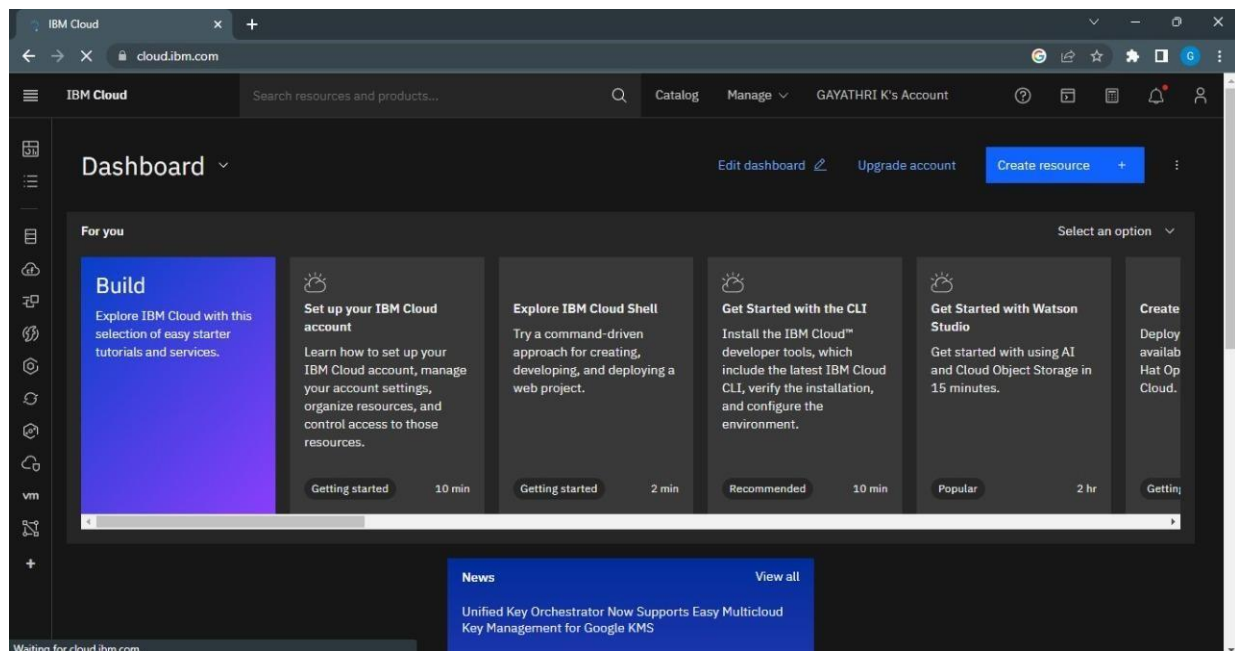 IBM Cloud
cloud.ibm.com
G
IBM Cloud
Search resources and products...
Catalog
Manage
GAYATHRI K's Account
Dashboard
Edit dashboard
Upgrade account
Create resource +
For you
Select an option
Build
Explore IBM Cloud with this
selection of easy starter
tutorials and services.
Set up your IBM Cloud
account
Learn how to set up your
IBM Cloud account, manage
your account settings,
organize resources, and
control access to those
resources.
Getting started
10 min
Explore IBM Cloud Shell
Try a command-driven
approach for creating,
developing, and deploying a
web project.
Getting started
2 min
Get Started with the CLI
Install the IBM Cloud™
developer tools, which
include the latest IBM Cloud
CLI, verify the installation,
and configure the
environment.
Recommended
10 min
Get Started with Watson
Studio
Get started with using AI
and Cloud Object Storage in
15 minutes.
Popular
2 hr
Create
Deploy
availab
Hat Op
Cloud.
Getting
vm
News
View all
Unified Key Orchestrator Now Supports Easy Multicloud
Key Management for Google KMS
Waiting for cloud.ibm.com